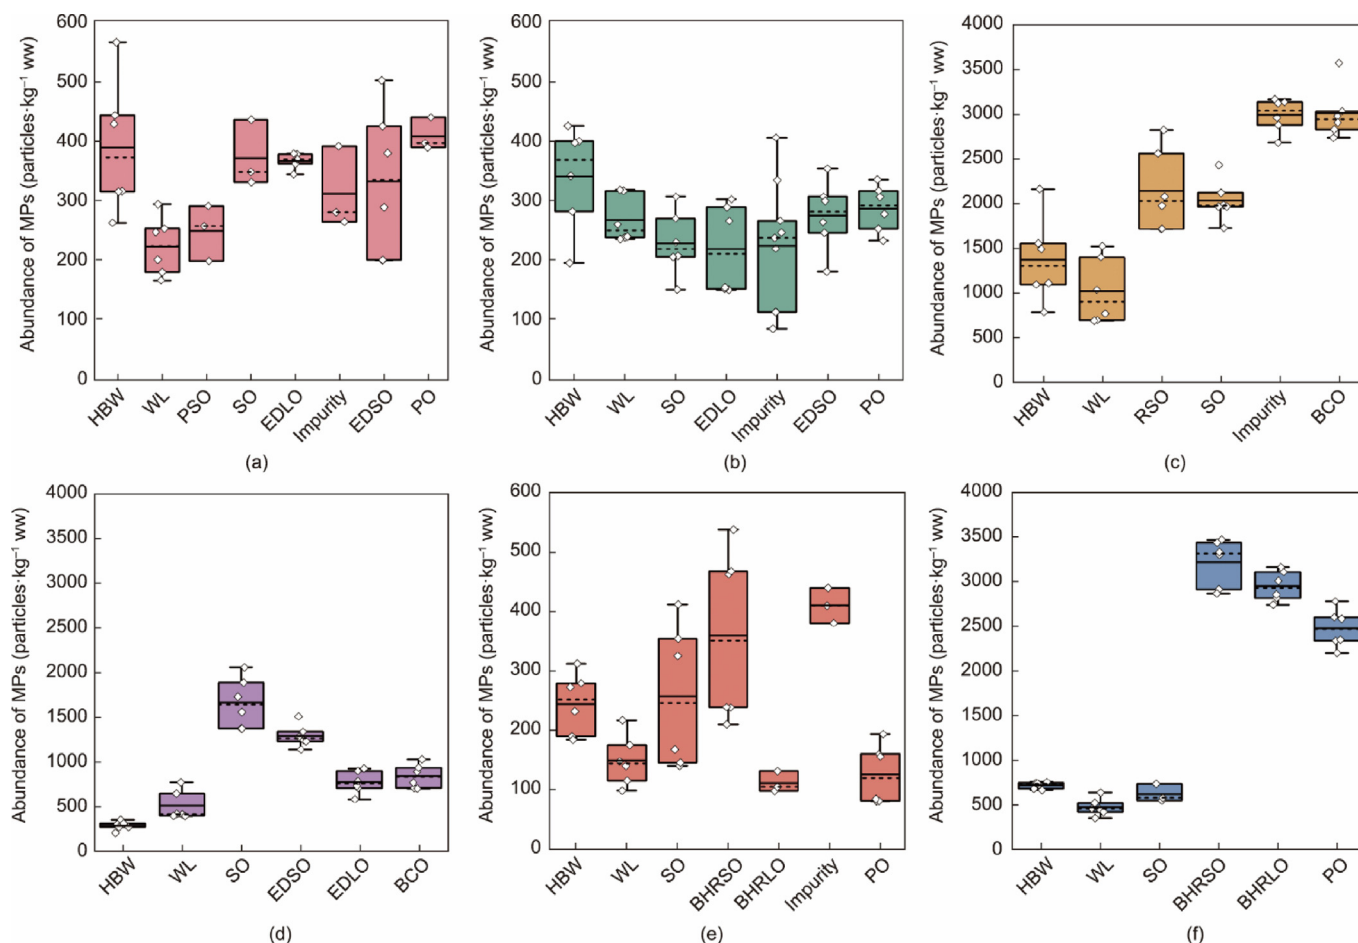 Abundance of MPs (particles·kg⁻¹ ww)
600
500
400
300
200
100
0
HBW
WL
PSO
SO
EDLO
Impurity
EDSO
PO
(a)
Abundance of MPs (particles·kg⁻¹ ww)
600
500
400
300
200
100
0
HBW
WL
SO
EDLO
Impurity
EDSO
PO
(b)
Abundance of MPs (particles·kg⁻¹ ww)
4000
3500
3000
2500
2000
1500
1000
500
0
HBW
WL
RSO
SO
Impurity
BCO
(c)
Abundance of MPs (particles·kg⁻¹ ww)
4000
3500
3000
2500
2000
1500
1000
500
0
HBW
WL
SO
EDSO
EDLO
BCO
(d)
Abundance of MPs (particles·kg⁻¹ ww)
600
500
400
300
200
100
0
HBW
WL
SO
BHRSO
BHRLO
Impurity
PO
(e)
Abundance of MPs (particles·kg⁻¹ ww)
4000
3500
3000
2500
2000
1500
1000
500
0
HBW
WL
SO
BHRSO
BHRLO
PO
(f)